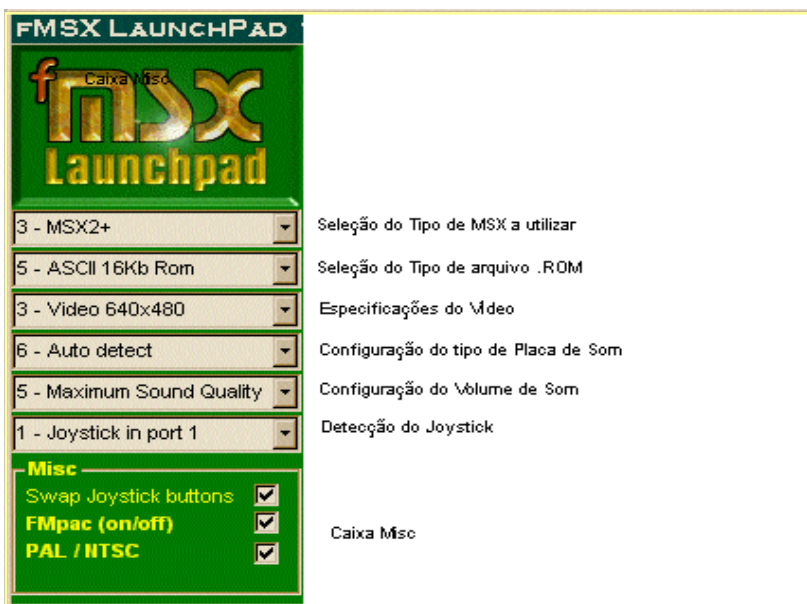 fMSX LaunchPad
Caixa Misc
fMSX
Launchpad
3 - MSX2+
Seleção do Tipo de MSX a utilizar
5 - ASCII 16Kb Rom
Seleção do Tipo de arquivo .ROM
3 - Video 640x480
Especificações do Video
6 - Auto detect
Configuração do tipo de Placa de Som
5 - Maximum Sound Quality
Configuração do Volume de Som
1 - Joystick in port 1
Detecção do Joystick
Misc
Swap Joystick buttons
FMpac (on/off)
Caixa Misc
PAL / NTSC